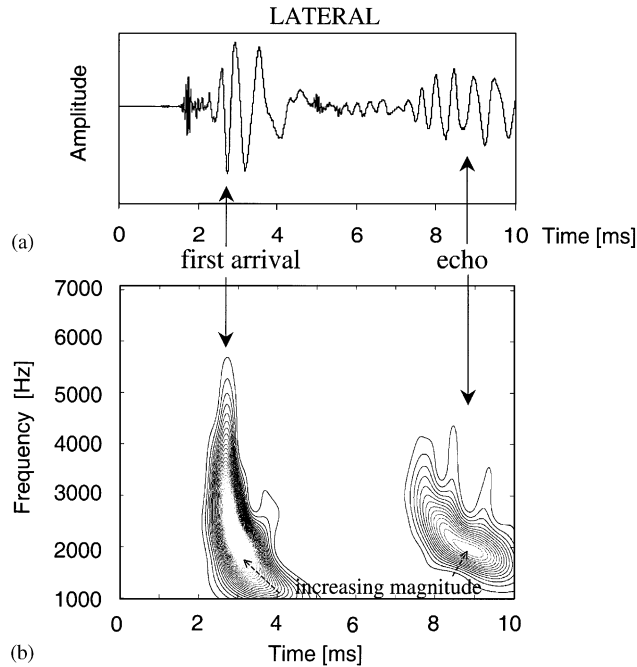 LATERAL
Amplitude
(a)
0 2 4 6 8 10 Time [ms]
first arrival echo
7000
6000
5000
4000
3000
2000
1000
Frequency [Hz]
increasing magnitude
0 2 4 6 8 10
(b)
Time [ms]